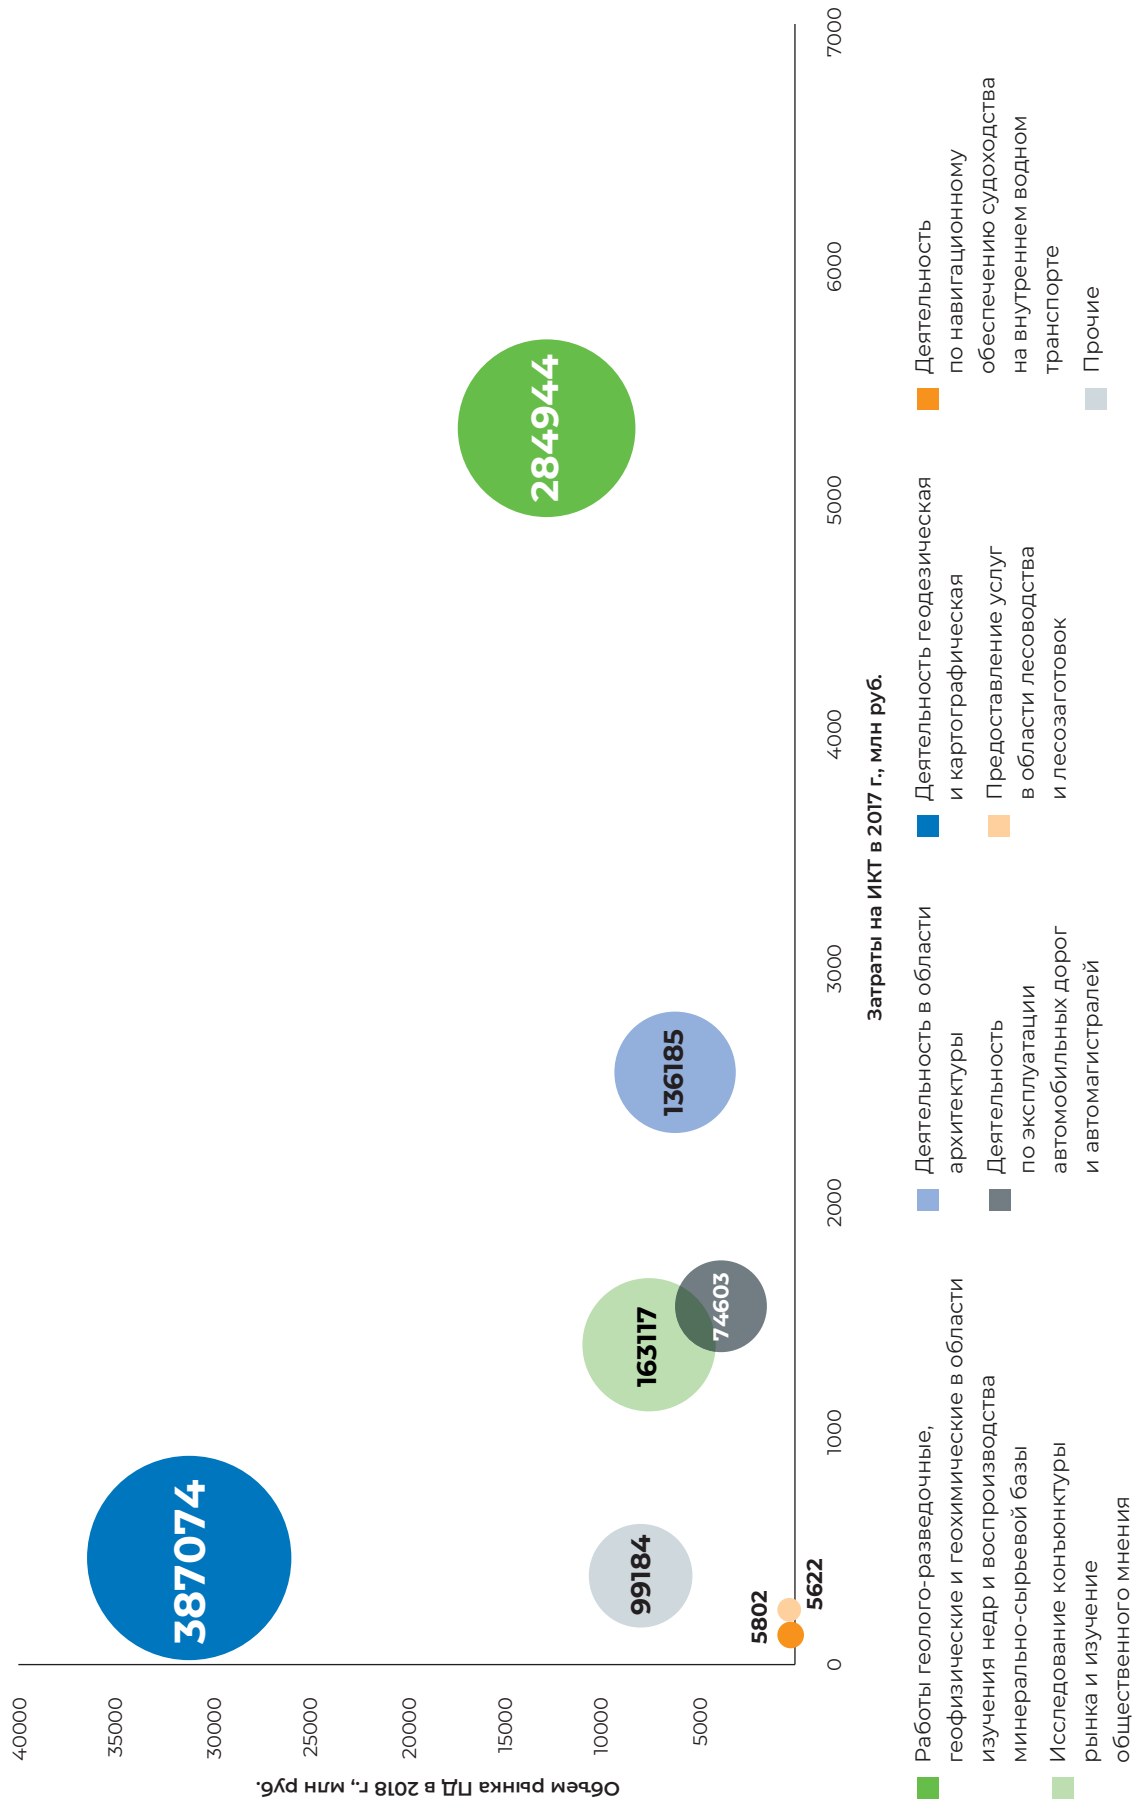 Объем рынка ПД в 2018 г., млн руб.
40000
35000
30000
25000
20000
15000
10000
5000
387074
284944
136185
163117
74603
99184
5802
5622
0
1000
2000
3000
4000
5000
6000
7000
Затраты на ИКТ в 2017 г., млн руб.
Работы геолого-разведочные,
геофизические и геохимические в области
изучения недр и воспроизводства
минерально-сырьевой базы
Исследование конъюнктуры
рынка и изучение
общественного мнения
Деятельность в области
архитектуры
Деятельность
по эксплуатации
автомобильных дорог
и автомагистралей
Деятельность геодезическая
и картографическая
Предоставление услуг
в области лесоводства
и лесозаготовок
Деятельность
по навигационному
обеспечению судоходства
на внутреннем водном
транспорте
Прочие